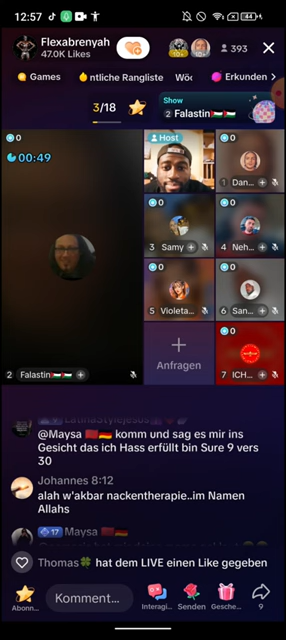 12:57
44
Flexabrenyah
47.0K Likes
10+
10+
393
Games
ntliche Rangliste
Wöc
Erkunden
3/18
Show
2 Falastin🇵🇸🇵🇸
0
00:49
Host
0
1 Dan...
0
3 Samy
0
4 Neh...
0
5 Violeta...
0
6 San...
Anfragen
0
7 ICH...
2 Falastin🇵🇸🇵🇸
@Maysa 🇲🇦🇩🇪 komm und sag es mir ins
Gesicht das ich Hass erfüllt bin Sure 9 vers
30
Johannes 8:12
alah w'akbar nackentherapie..im Namen
Allahs
17 Maysa 🇲🇦🇩🇪
Thomas🍀 hat dem LIVE einen Like gegeben
Abonn...
Komment...
Interagi...
Senden
Gesche...
9